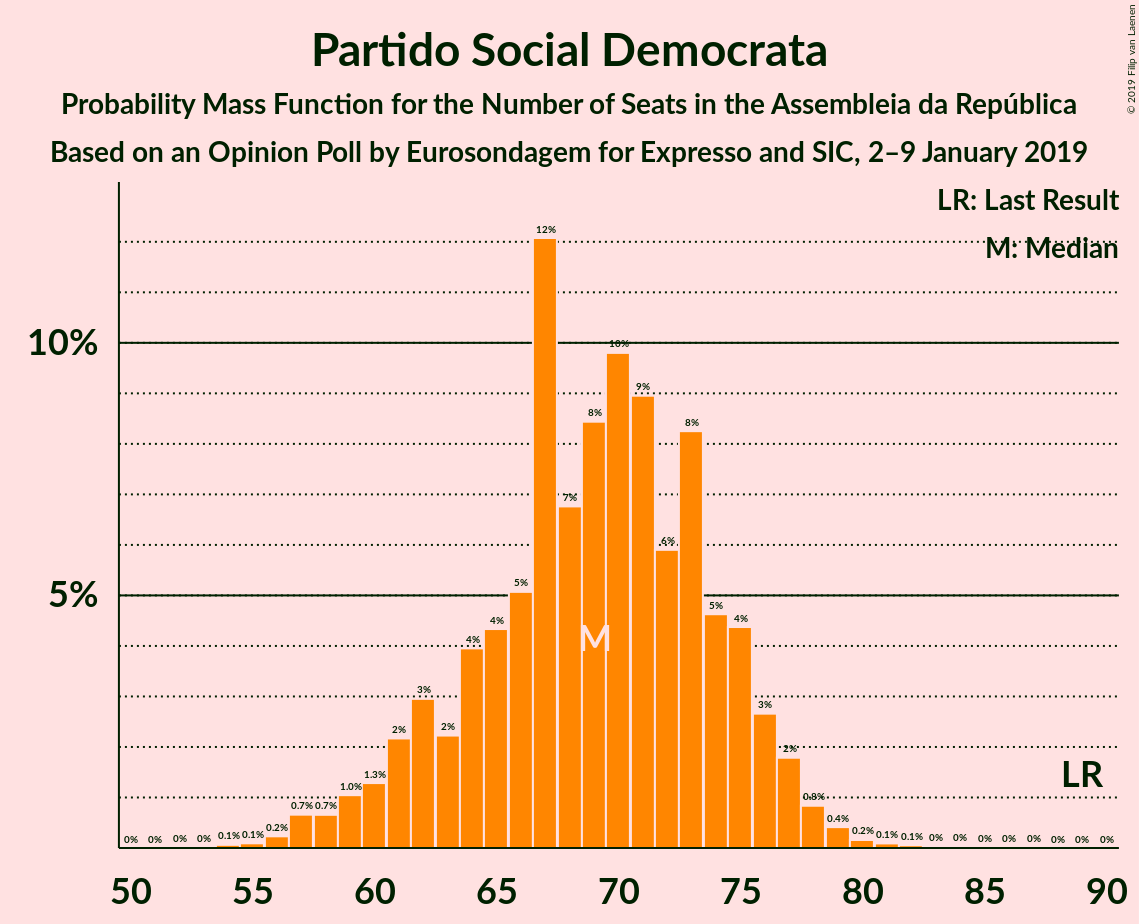 Partido Social Democrata
Probability Mass Function for the Number of Seats in the Assembleia da República
Based on an Opinion Poll by Eurosondagem for Expresso and SIC, 2–9 January 2019
© 2019 Filip van Laenen
LR: Last Result
M: Median
10%
5%
0% 0% 0% 0% 0.1% 0.1% 0.2% 0.7% 0.7% 1.0% 1.3% 2% 3% 2% 4% 4% 5% 12% 7% 8% 10% 9% 6% 8% 5% 4% 3% 2% 0.8% 0.4% 0.2% 0.1% 0.1% 0% 0% 0% 0% 0% 0% 0% 0%
M
LR
50 55 60 65 70 75 80 85 90